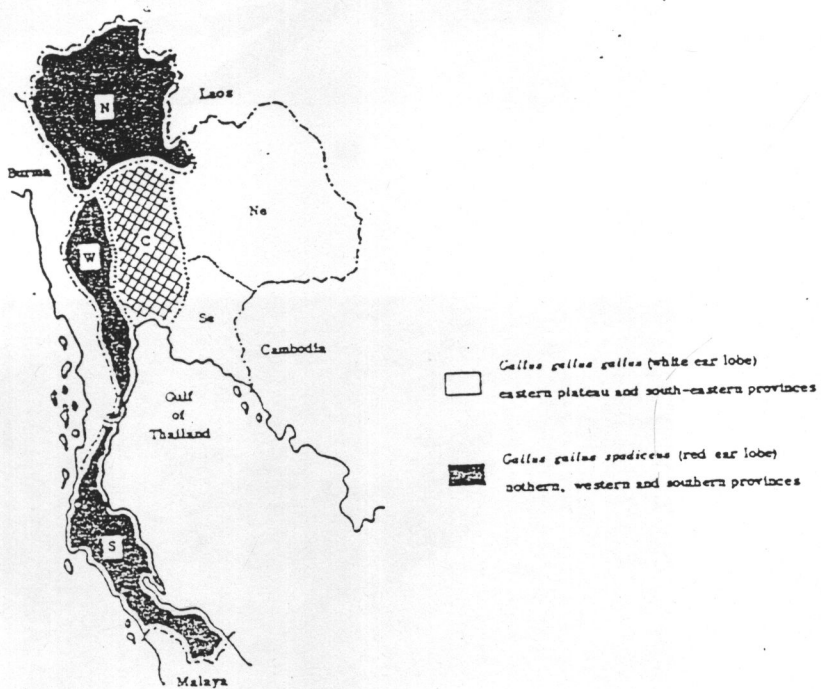 N
Laos
Burma
Ne
C
W
Se
Cambodia
Gulf
of
Thailand
Gallus gallus gallus (white ear lobe)
eastern plateau and south-eastern provinces
Gallus gallus spadiceus (red ear lobe)
nothern, western and southern provinces
S
Malaya